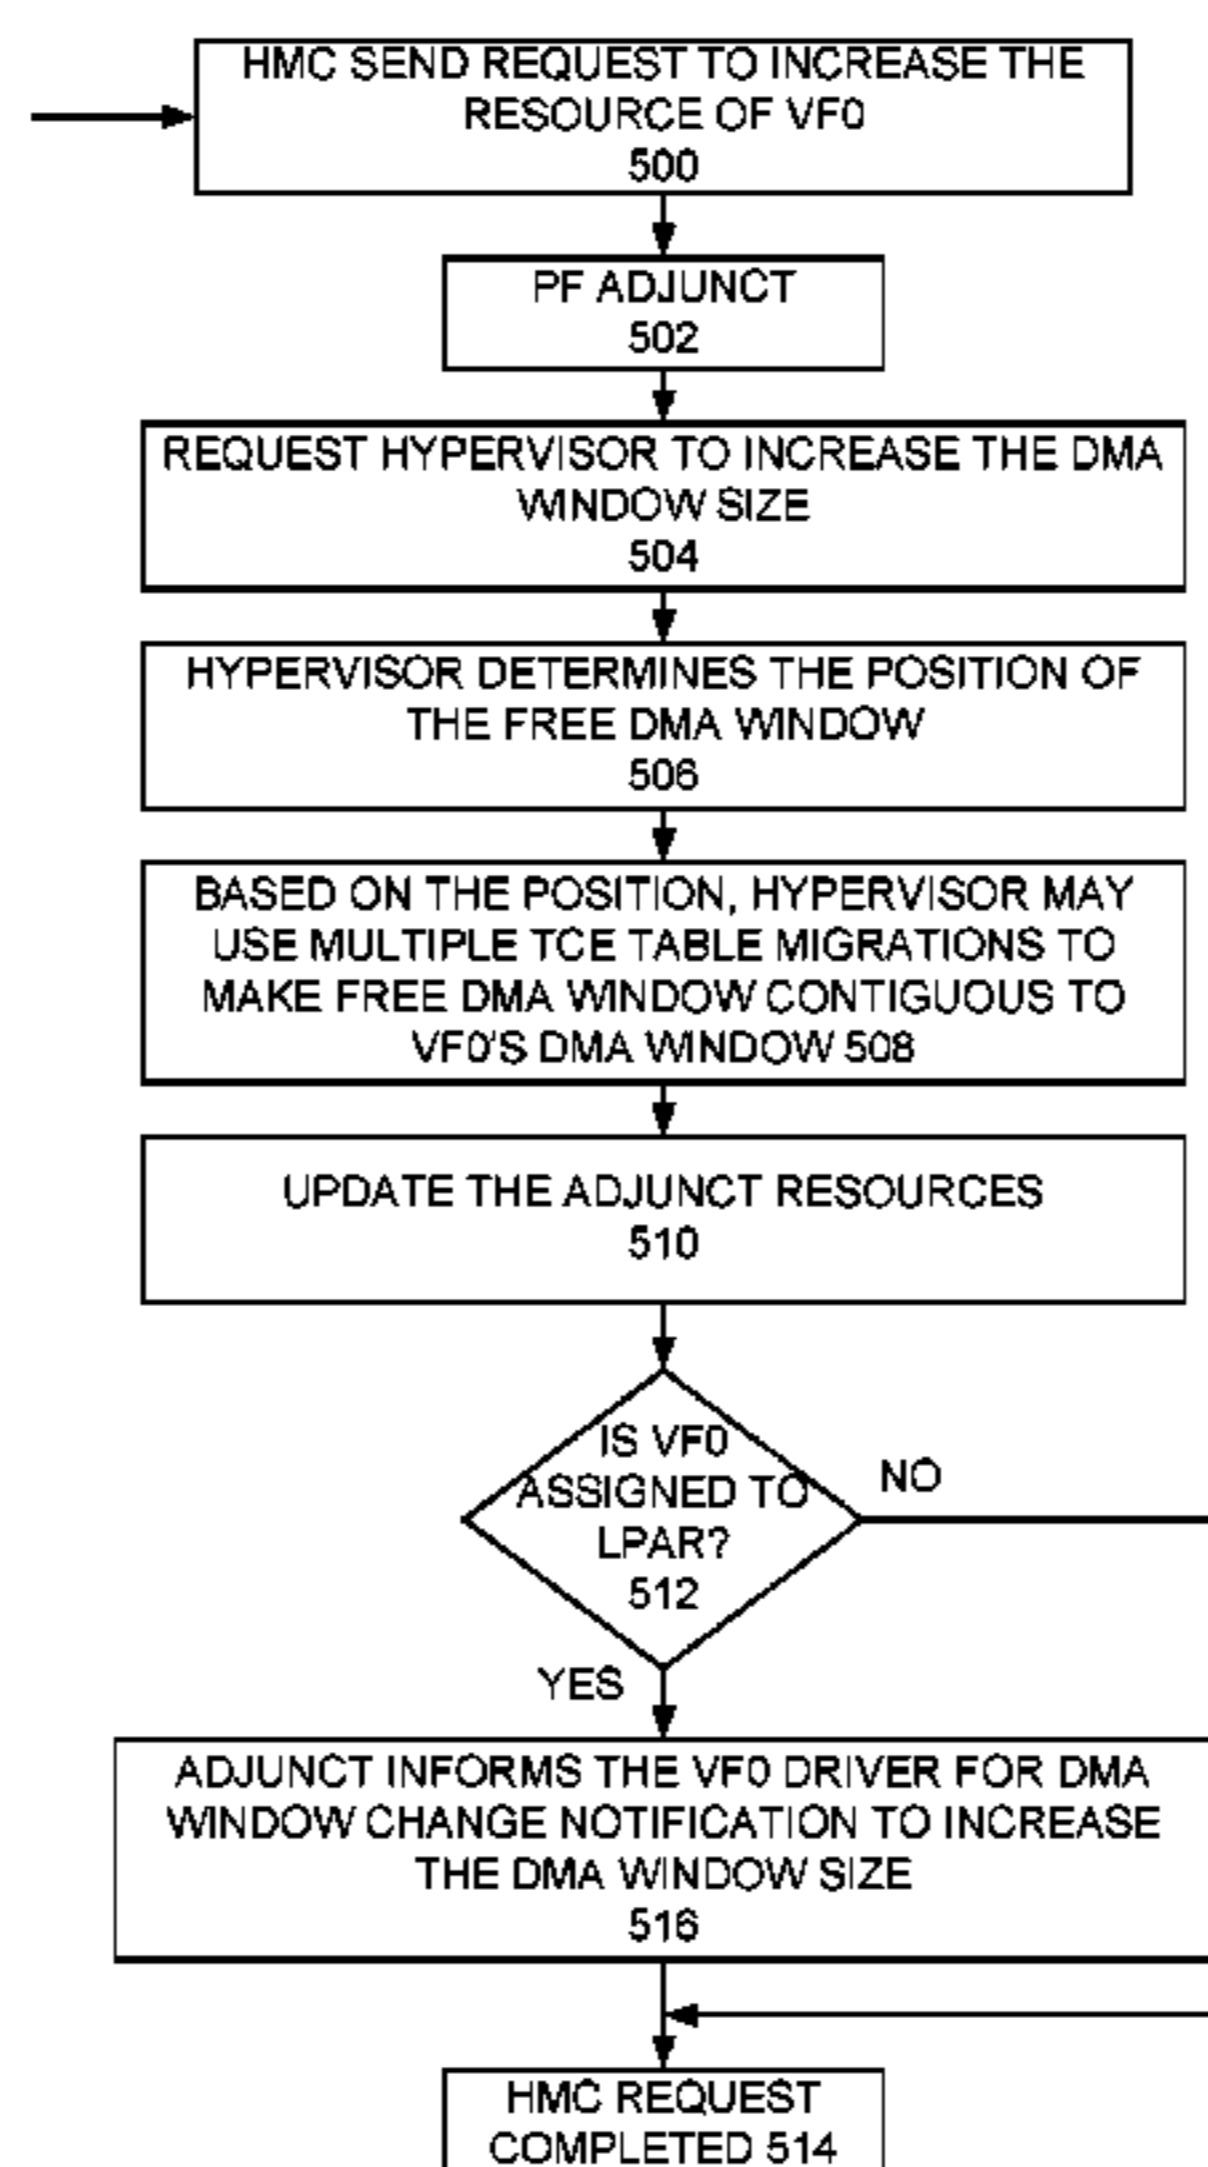 HMC SEND REQUEST TO INCREASE THE
RESOURCE OF VF0
500
PF ADJUNCT
502
REQUEST HYPERVISOR TO INCREASE THE DMA
WINDOW SIZE
504
HYPERVISOR DETERMINES THE POSITION OF
THE FREE DMA WINDOW
506
BASED ON THE POSITION, HYPERVISOR MAY
USE MULTIPLE TCE TABLE MIGRATIONS TO
MAKE FREE DMA WINDOW CONTIGUOUS TO
VF0'S DMA WINDOW 508
UPDATE THE ADJUNCT RESOURCES
510
IS VF0
ASSIGNED TO
LPAR?
512
NO
YES
ADJUNCT INFORMS THE VF0 DRIVER FOR DMA
WINDOW CHANGE NOTIFICATION TO INCREASE
THE DMA WINDOW SIZE
516
HMC REQUEST
COMPLETED 514